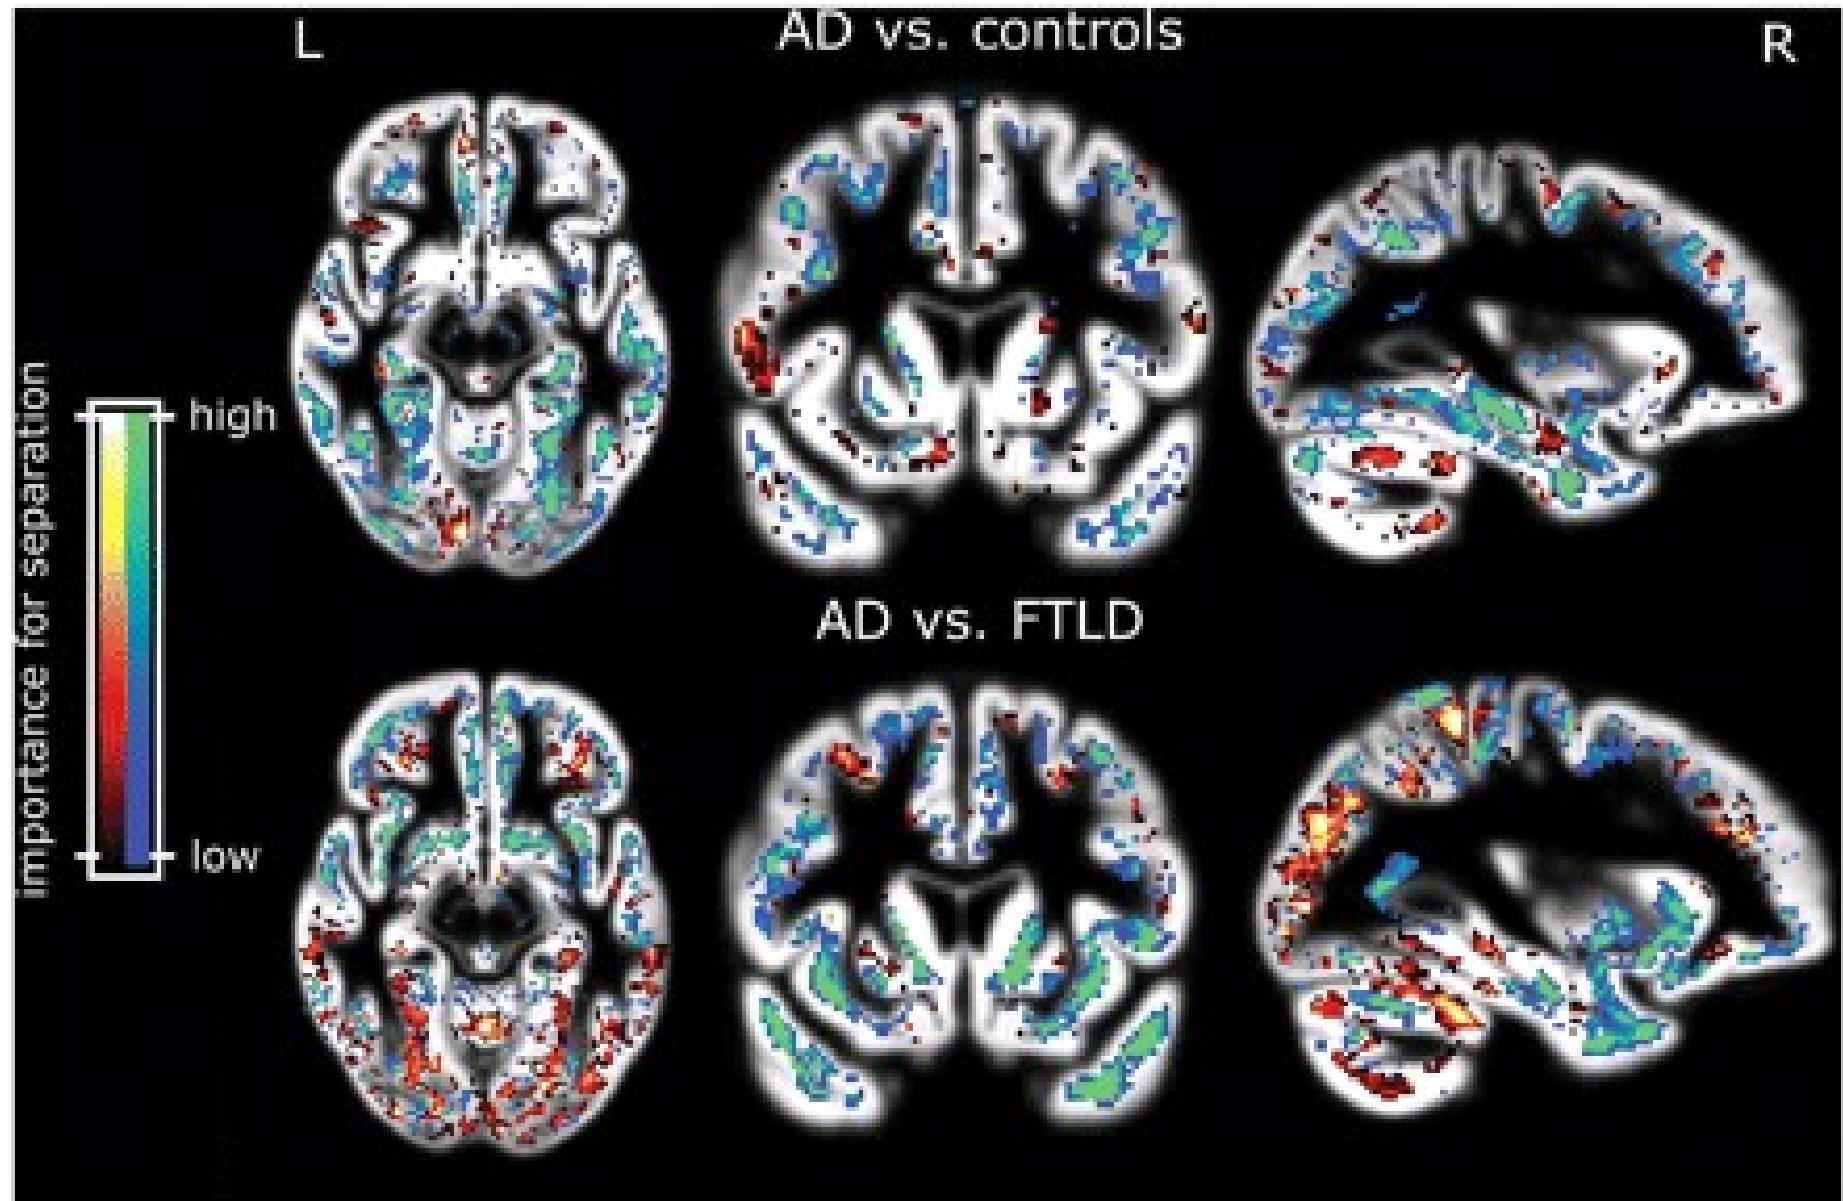 L
AD vs. controls
R
high
importance for separation
low
AD vs. FTLD